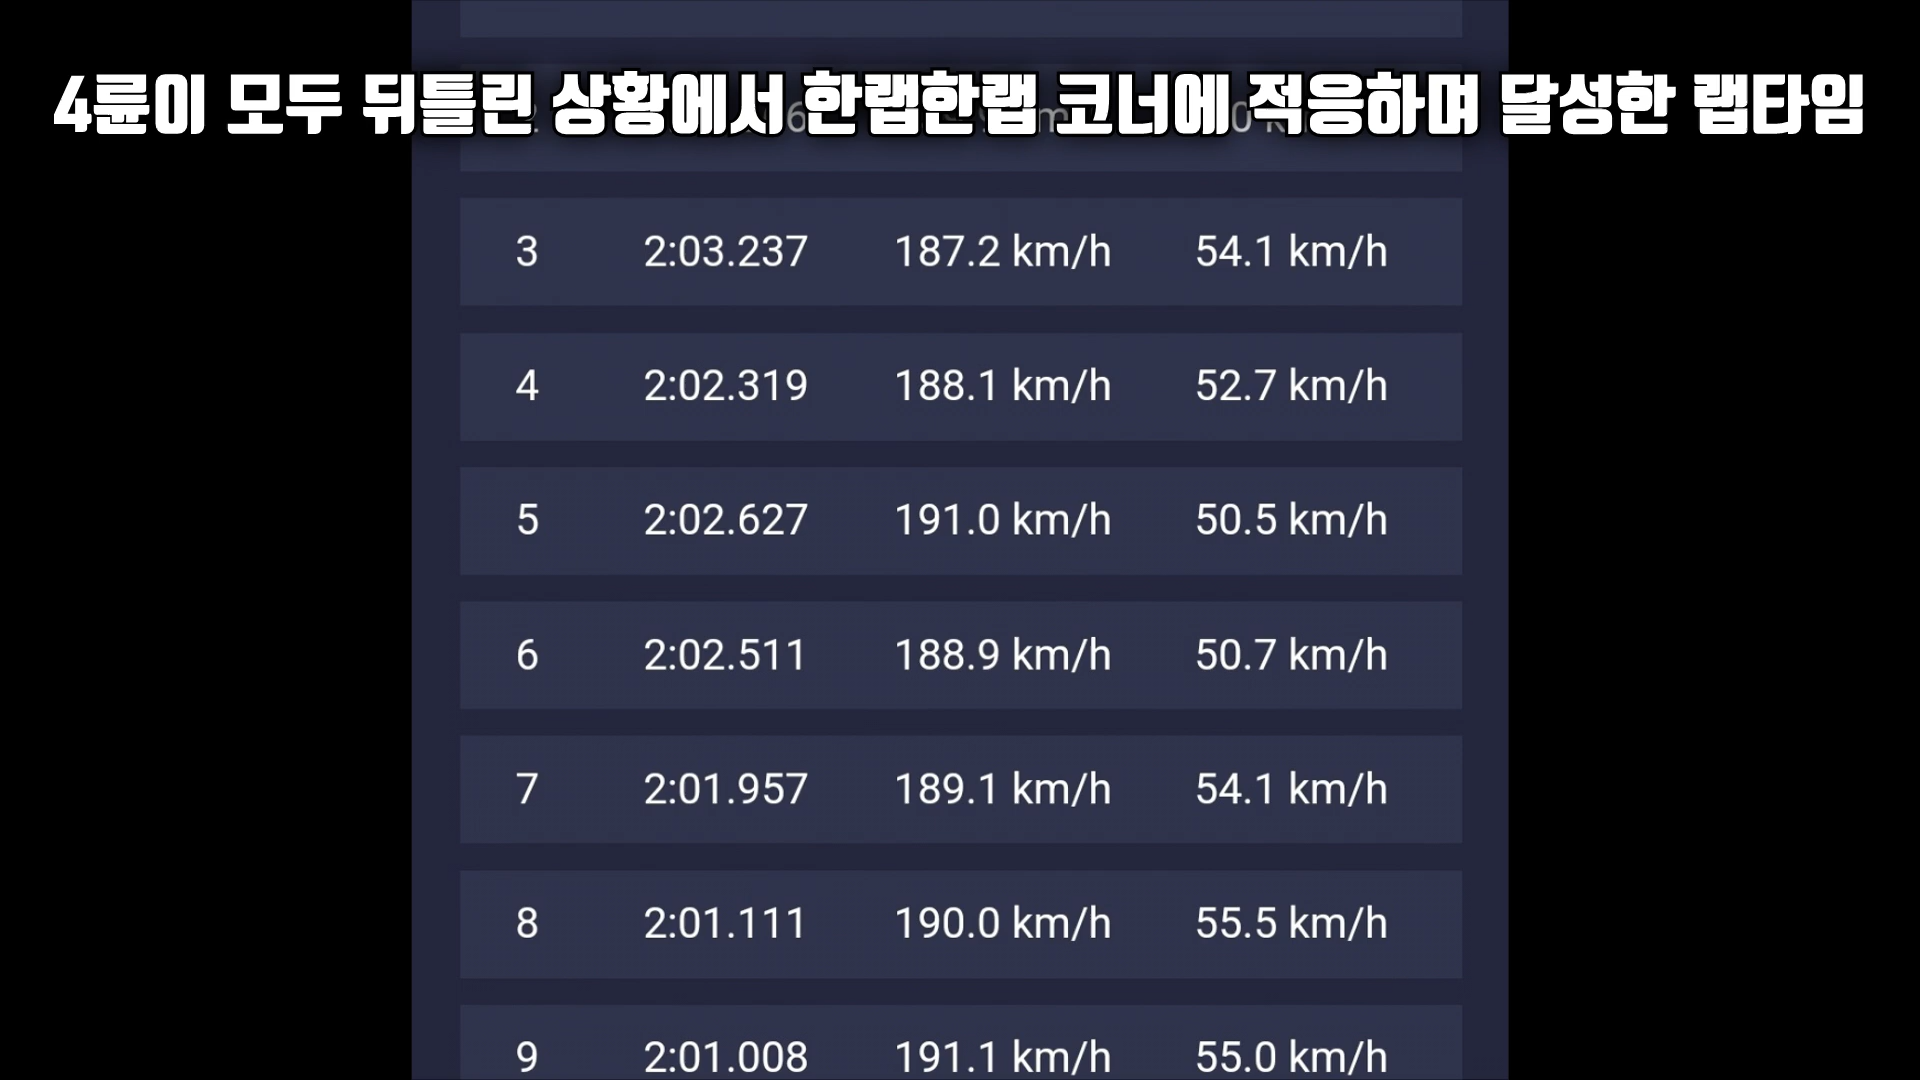 4륜이 모두 뒤틀린 상황에서 한랩한랩 코너에 적응하며 달성한 랩타임
3 2:03.237 187.2 km/h 54.1 km/h
4 2:02.319 188.1 km/h 52.7 km/h
5 2:02.627 191.0 km/h 50.5 km/h
6 2:02.511 188.9 km/h 50.7 km/h
7 2:01.957 189.1 km/h 54.1 km/h
8 2:01.111 190.0 km/h 55.5 km/h
9 2:01.008 191.1 km/h 55.0 km/h